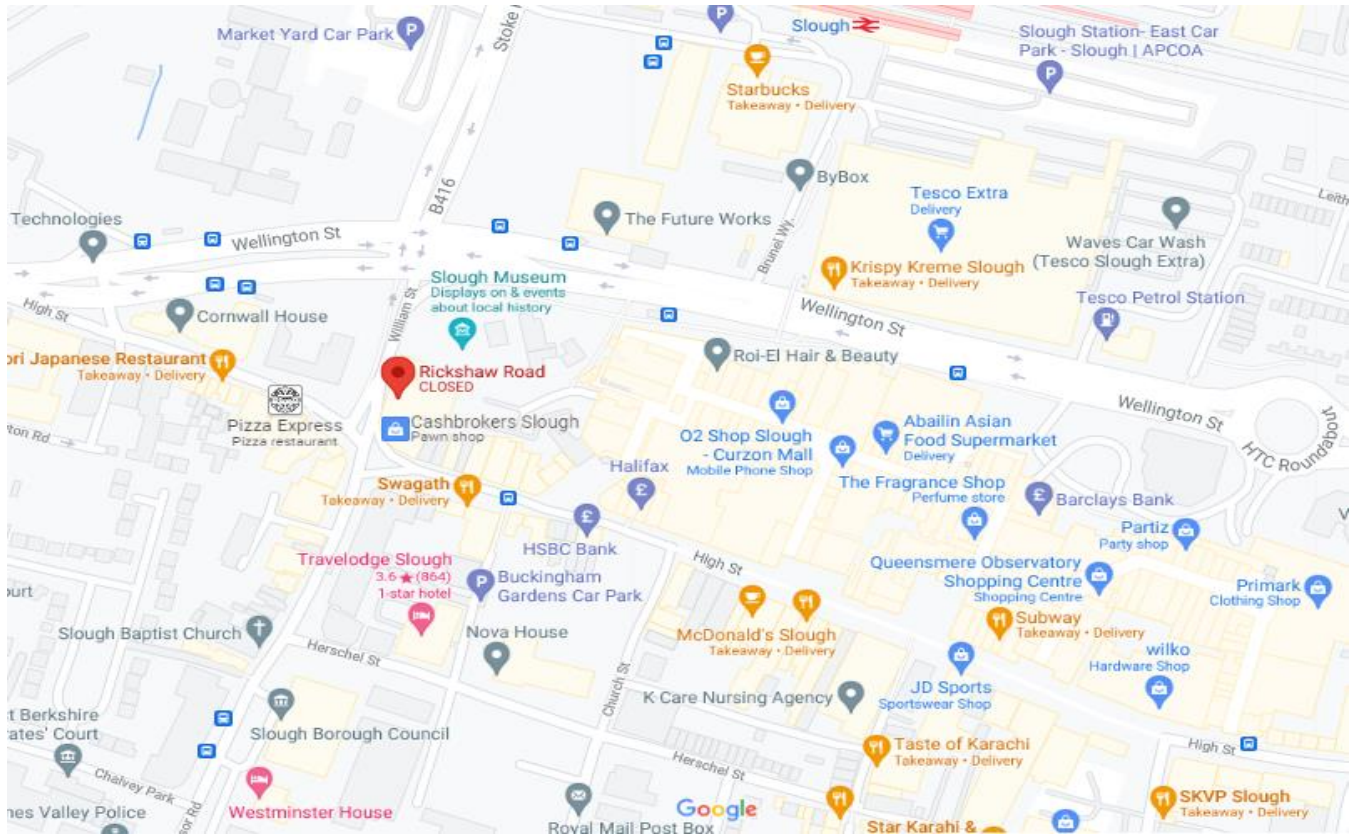 Market Yard Car Park
Stoke
Slough
Slough Station- East Car
Park - Slough | APCOA
Starbucks
Takeaway • Delivery
B416
ByBox
Technologies
Wellington St
The Future Works
Tesco Extra
Delivery
Leith
Waves Car Wash
(Tesco Slough Extra)
Brunel Wy.
Krispy Kreme Slough
Takeaway • Delivery
Slough Museum
Displays on & events
about local history
High St
Cornwall House
William St
Tesco Petrol Station
Wellington St
ori Japanese Restaurant
Takeaway • Delivery
Rickshaw Road
CLOSED
Roi-El Hair & Beauty
Wellington St
HTC Roundabout
Pizza Express
Pizza restaurant
ton Rd
Cashbrokers Slough
Pawn shop
O2 Shop Slough
- Curzon Mall
Mobile Phone Shop
Abailin Asian
Food Supermarket
Delivery
Halifax
Swagath
Takeaway • Delivery
The Fragrance Shop
Perfume store
Barclays Bank
Partiz
Party shop
HSBC Bank
High St
Travelodge Slough
3.6 ★ (864)
1-star hotel
Buckingham
Gardens Car Park
Queensmere Observatory
Shopping Centre
Shopping Centre
Primark
Clothing Shop
ourt
Slough Baptist Church
Nova House
McDonald's Slough
Takeaway • Delivery
Subway
Takeaway • Delivery
Herschel St
wilko
Hardware Shop
Church St
K Care Nursing Agency
JD Sports
Sportswear Shop
t Berkshire
rates' Court
Slough Borough Council
Taste of Karachi
Takeaway • Delivery
High St
Herschel St
Chalvey Park
sor Rd
Westminster House
Google
SKVP Slough
Takeaway • Delivery
nes Valley Police
Royal Mail Post Box
Star Karahi &